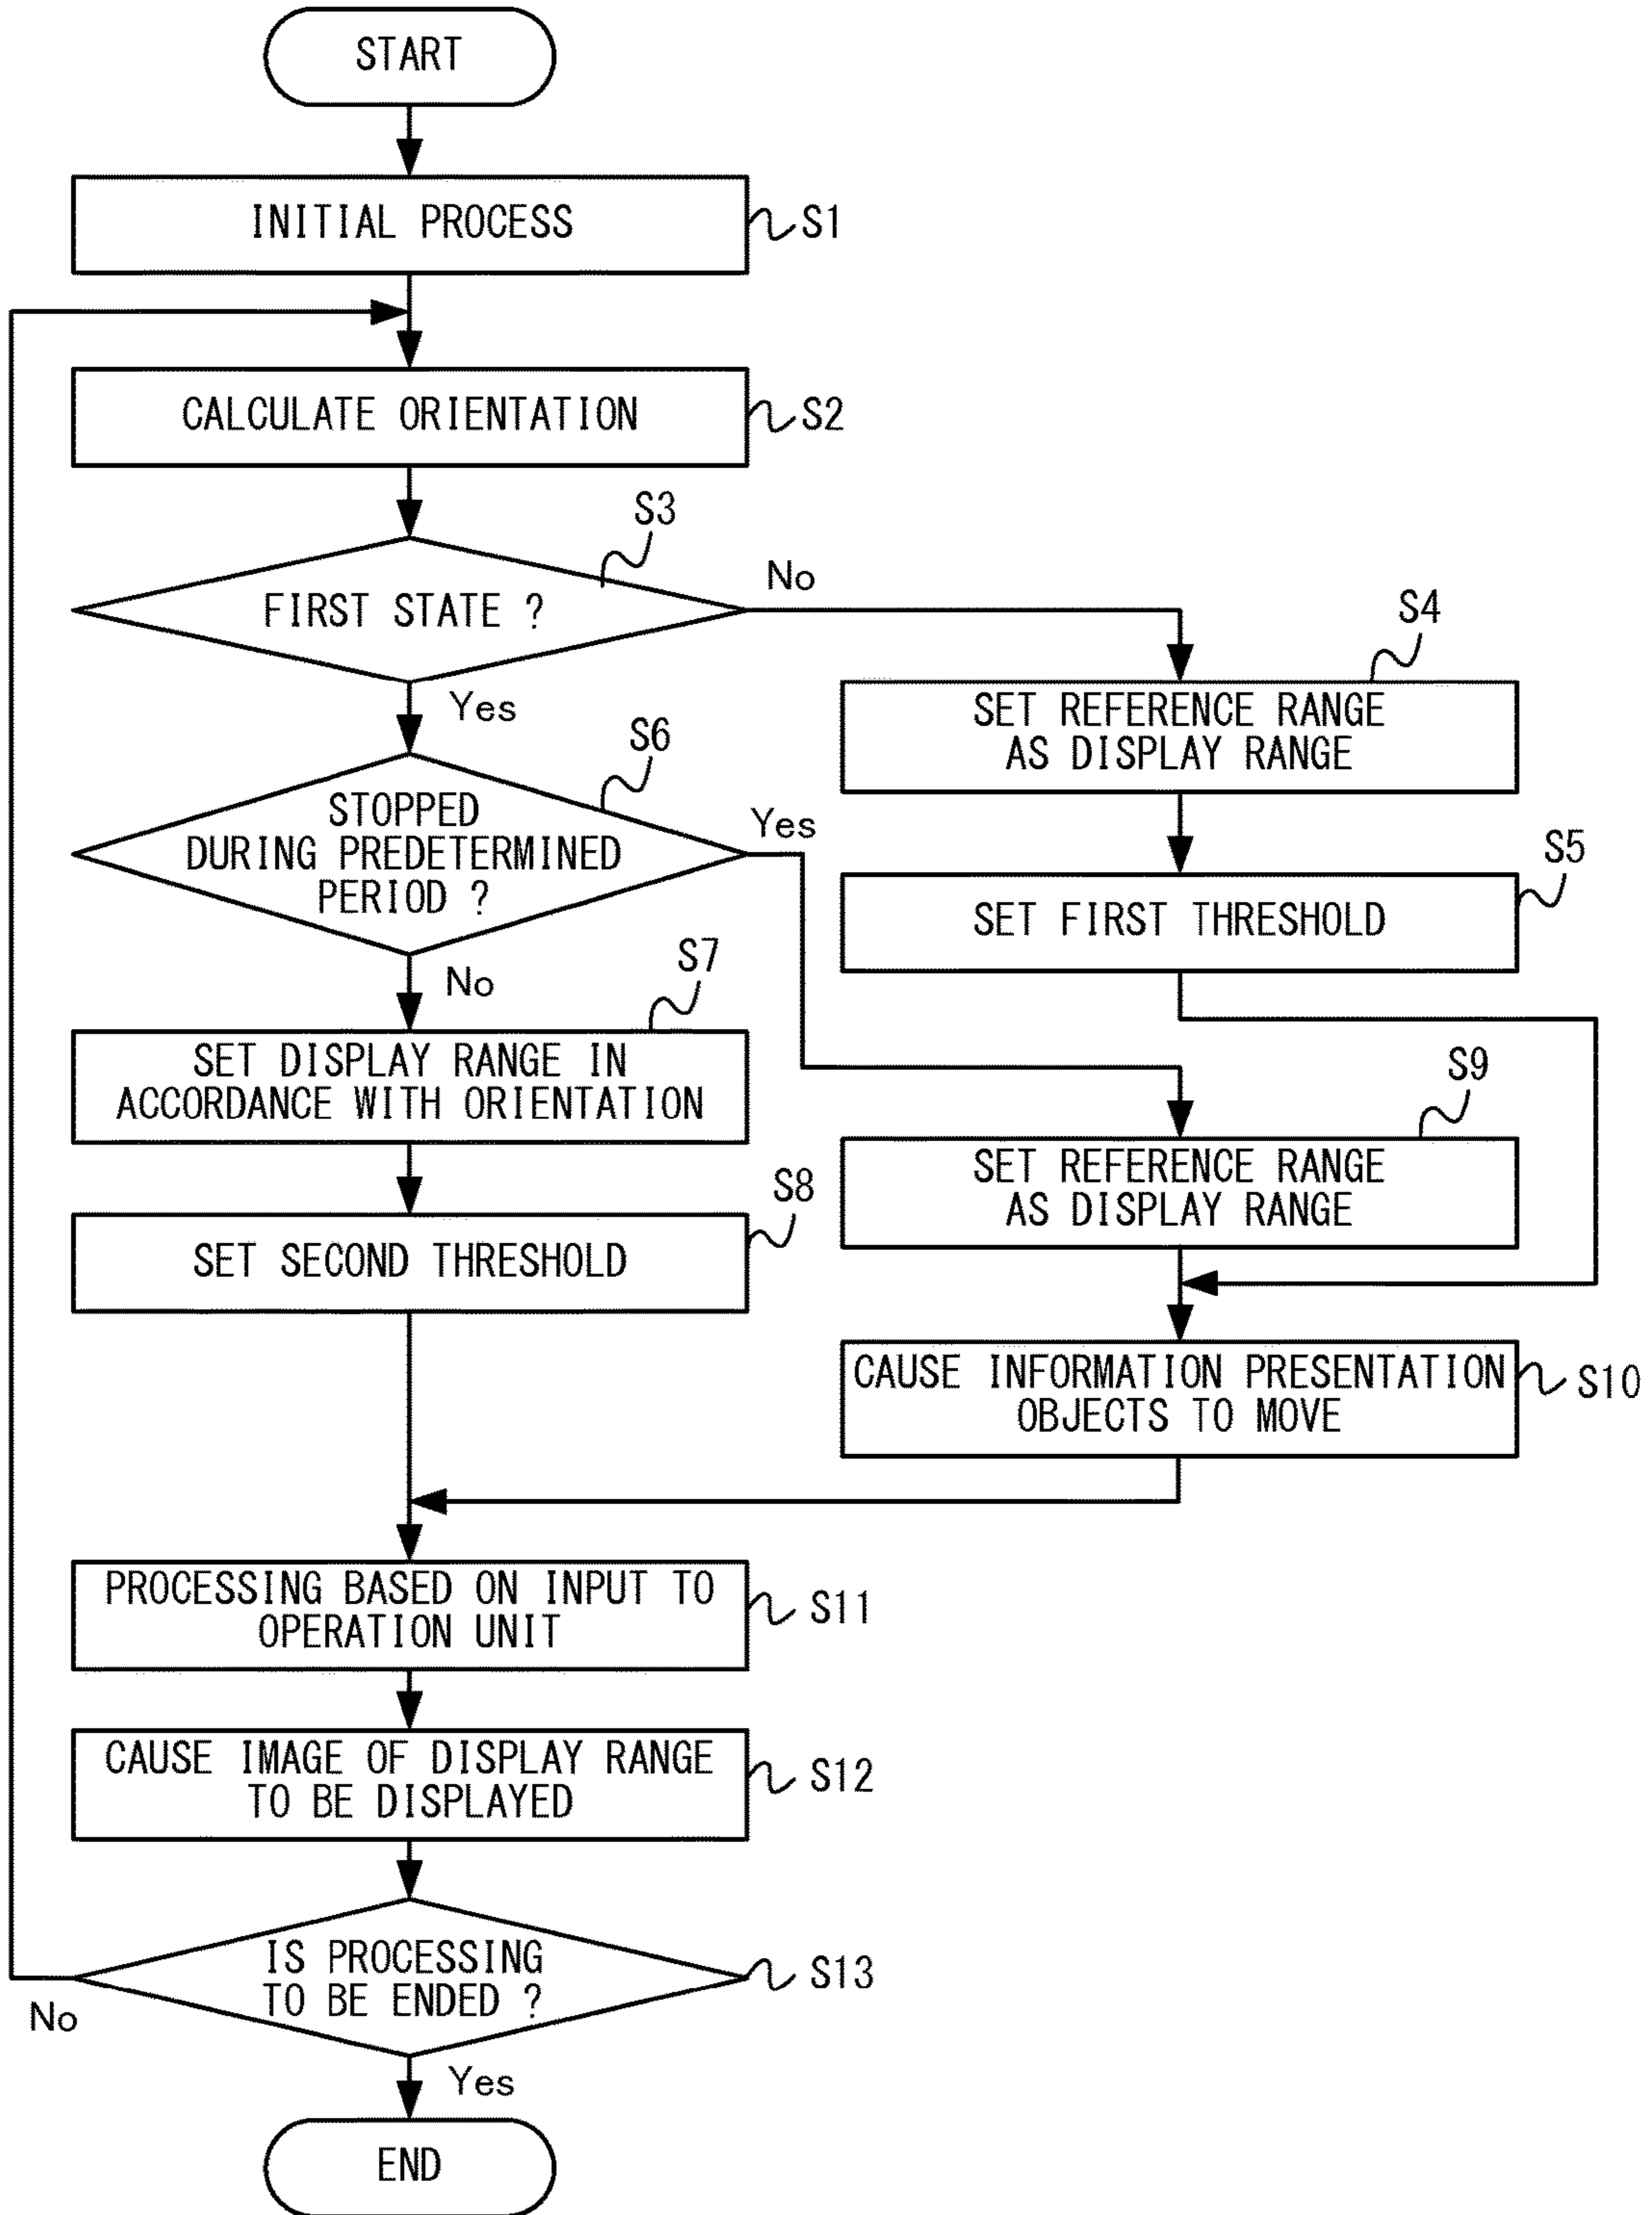 START
INITIAL PROCESS
S1
CALCULATE ORIENTATION
S2
S3
FIRST STATE ?
No
Yes
S4
SET REFERENCE RANGE
AS DISPLAY RANGE
S5
SET FIRST THRESHOLD
S6
STOPPED
DURING PREDETERMINED
PERIOD ?
Yes
No
S7
SET DISPLAY RANGE IN
ACCORDANCE WITH ORIENTATION
S8
SET SECOND THRESHOLD
S9
SET REFERENCE RANGE
AS DISPLAY RANGE
CAUSE INFORMATION PRESENTATION
OBJECTS TO MOVE
S10
PROCESSING BASED ON INPUT TO
OPERATION UNIT
S11
CAUSE IMAGE OF DISPLAY RANGE
TO BE DISPLAYED
S12
IS PROCESSING
TO BE ENDED ?
S13
No
Yes
END